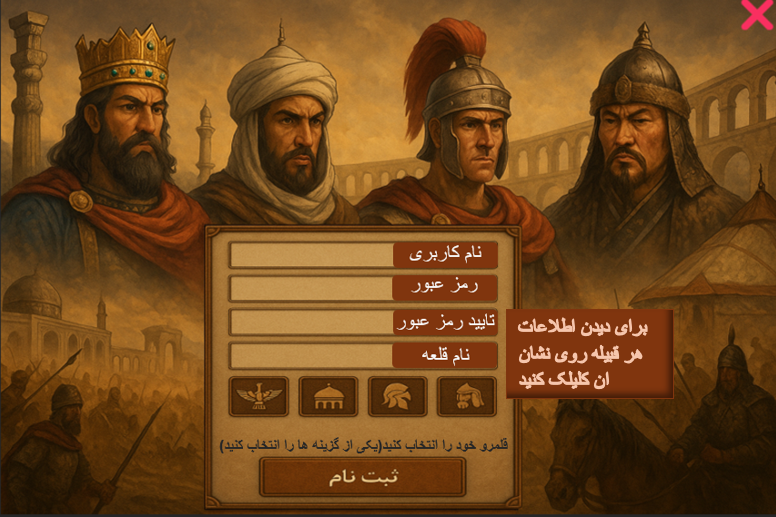 نام کاربری
رمز عبور
تایید رمز عبور
نام قلعه
برای دیدن اطلاعات
هر قبیله روی نشان
ان کلیلک کنید
قلمرو خود را انتخاب کنید(یکی از گزینه ها را انتخاب کنید)
ثبت نام